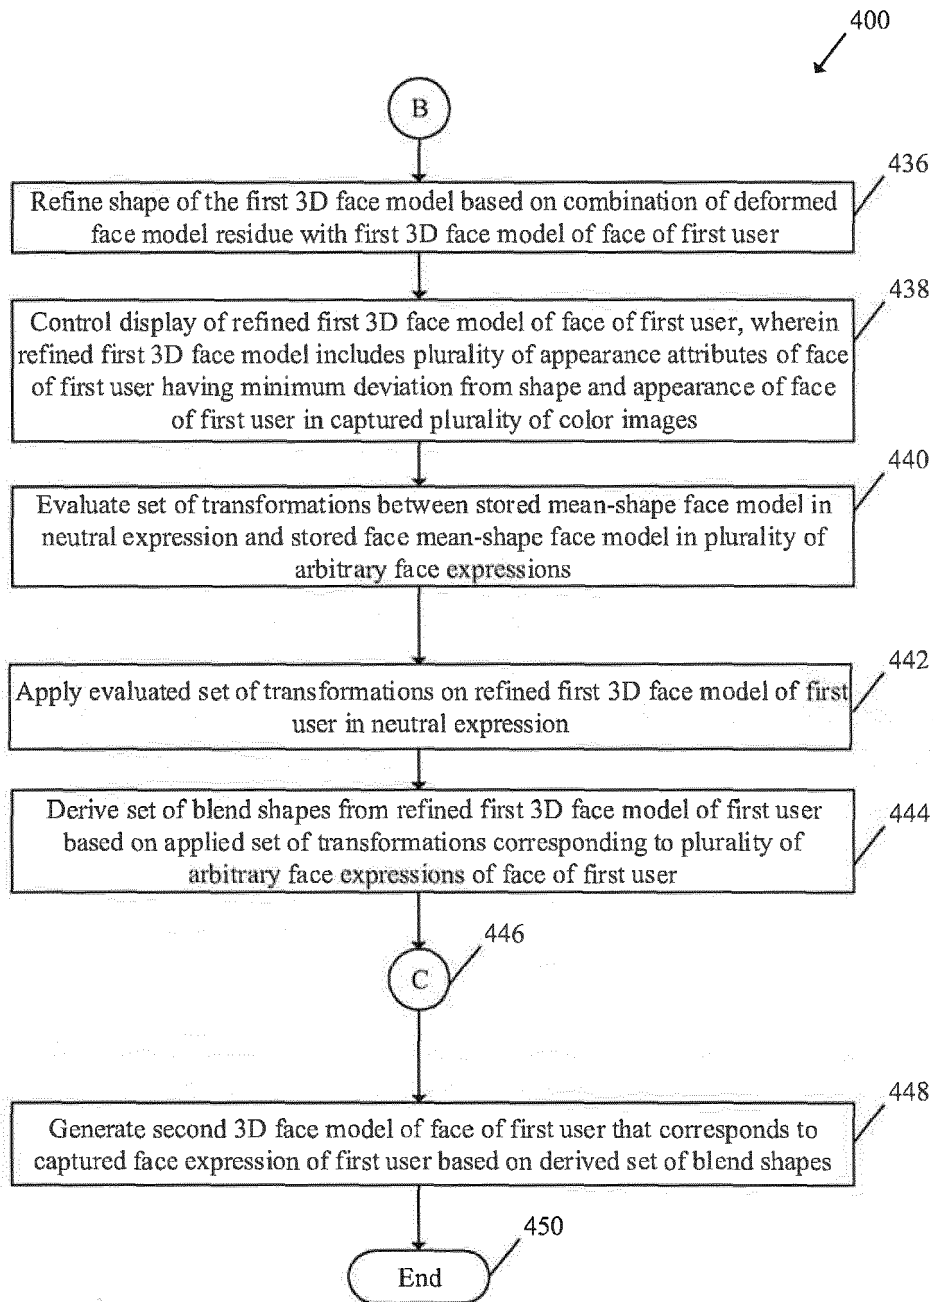 400
B
436
Refine shape of the first 3D face model based on combination of deformed
face model residue with first 3D face model of face of first user
438
Control display of refined first 3D face model of face of first user, wherein
refined first 3D face model includes plurality of appearance attributes of face
of first user having minimum deviation from shape and appearance of face
of first user in captured plurality of color images
440
Evaluate set of transformations between stored mean-shape face model in
neutral expression and stored face mean-shape face model in plurality of
arbitrary face expressions
442
Apply evaluated set of transformations on refined first 3D face model of first
user in neutral expression
444
Derive set of blend shapes from refined first 3D face model of first user
based on applied set of transformations corresponding to plurality of
arbitrary face expressions of face of first user
446
C
448
Generate second 3D face model of face of first user that corresponds to
captured face expression of first user based on derived set of blend shapes
450
End